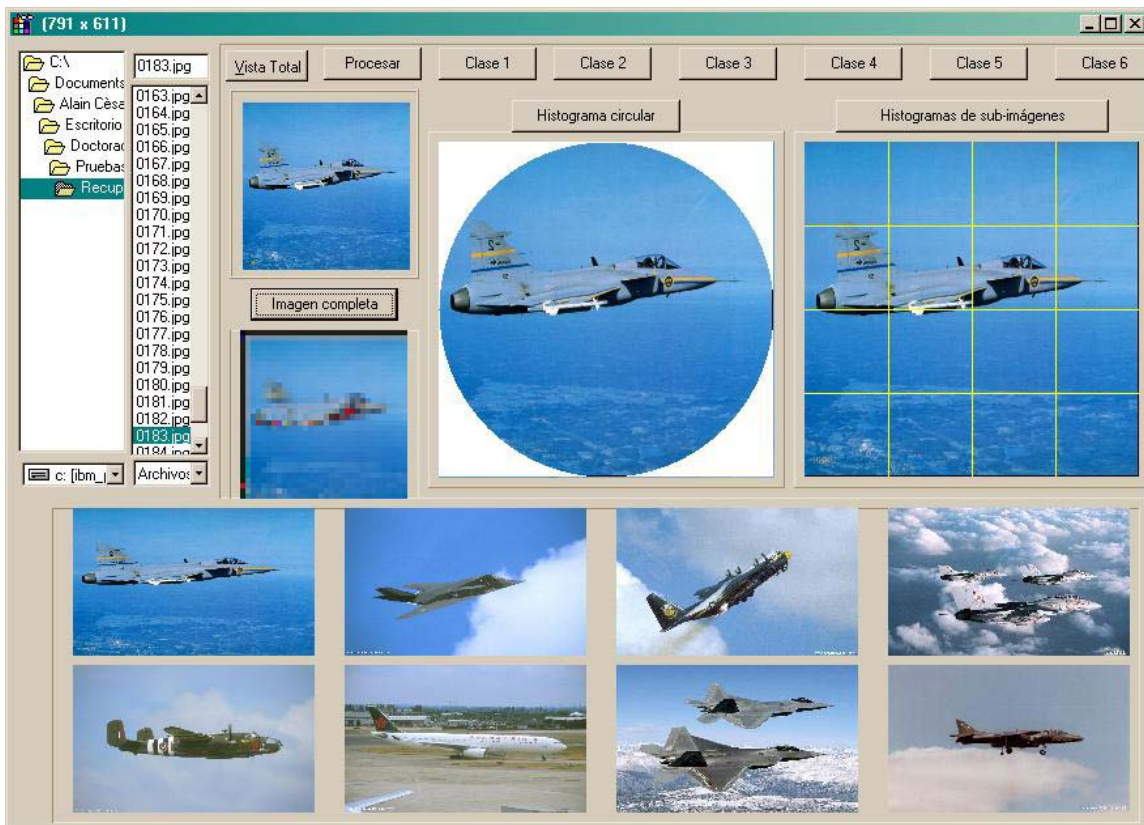 (791 x 611)
C:\
Documents
Alain Cèsa
Escritorio
Doctorac
Pruebas
Recup
c: [ibm_
0183.jpg
0163.jpg
0164.jpg
0165.jpg
0166.jpg
0167.jpg
0168.jpg
0169.jpg
0170.jpg
0171.jpg
0172.jpg
0173.jpg
0174.jpg
0175.jpg
0176.jpg
0177.jpg
0178.jpg
0179.jpg
0180.jpg
0181.jpg
0182.jpg
0183.jpg
0184.jpg
Archivos
Vista Total
Procesar
Clase 1
Clase 2
Clase 3
Clase 4
Clase 5
Clase 6
Imagen completa
Histograma circular
Histogramas de sub-imágenes